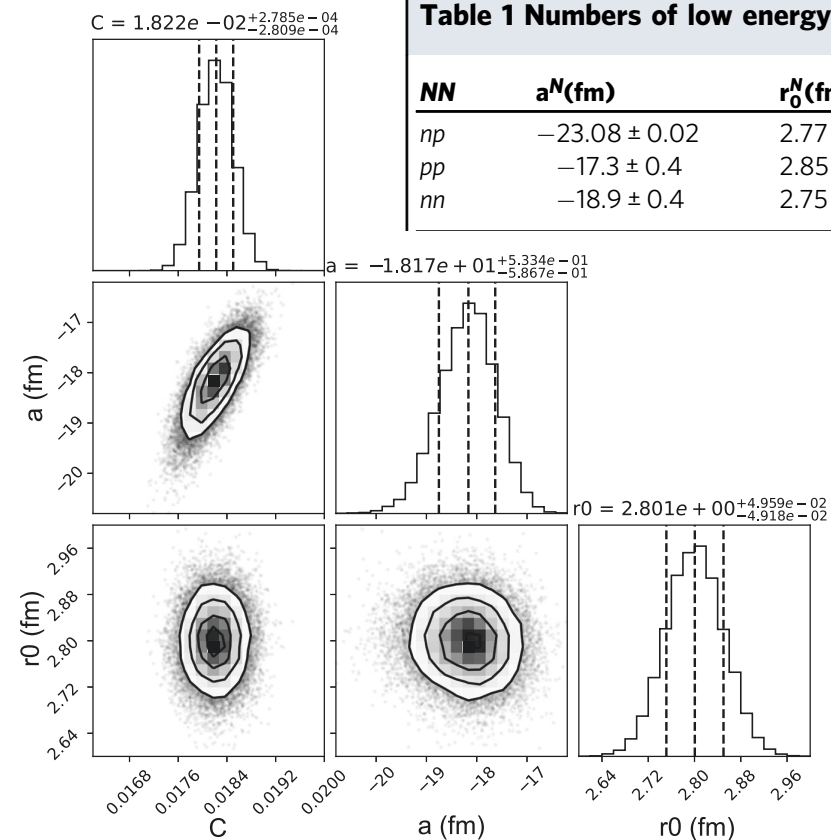 C = 1.822e −02+2.785e−04 −2.809e−04
Table 1 Numbers of low energy
NN aN(fm) r0N(fm
np −23.08 ± 0.02 2.77
pp −17.3 ± 0.4 2.85
nn −18.9 ± 0.4 2.75
a = −1.817e + 01+5.334e−01 −5.867e−01
−17
−18
−19
−20
a (fm)
r0 = 2.801e + 00+4.959e−02 −4.918e−02
2.96
2.88
2.80
2.72
2.64
r0 (fm)
0.0168 0.0176 0.0184 0.0192 0.0200 −20 −19 −18 −17 2.64 2.72 2.80 2.88 2.96
C a (fm) r0 (fm)